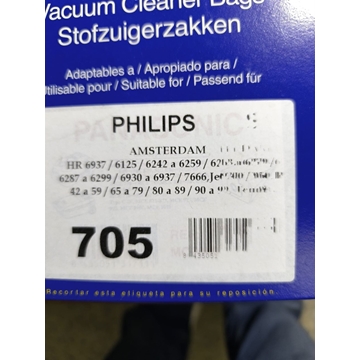 Vacuum Cleaner Bags
Stofzuigerzakken
Adaptables a / Apropiado para /
Utilisable pour / Suitable for / Passend für
PHILIPS
AMSTERDAM
HR 6937 / 6125 / 6242 a 6259 /
6287 a 6299 / 6930 a 6937 / 7666,
42 a 59 / 65 a 79 / 80 a 89 / 90 a
705
Recortar esta etiqueta para su reposición.